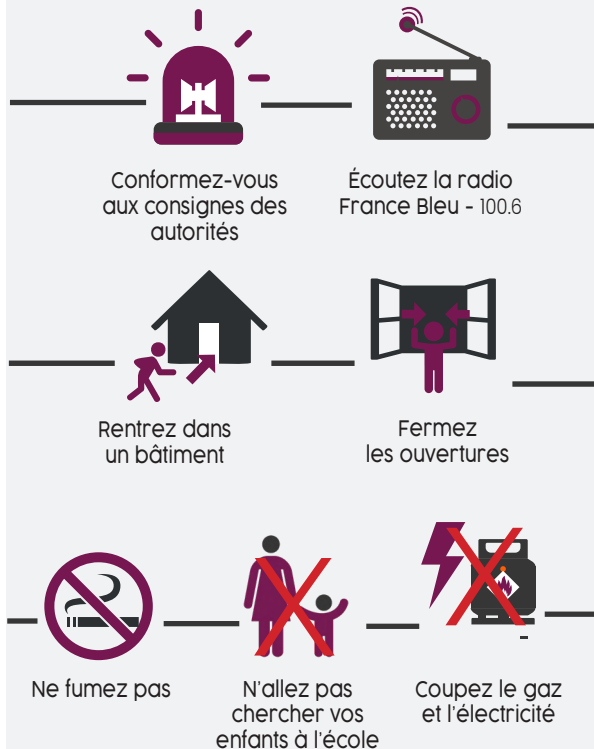 Conformez-vous
aux consignes des
autorités
Écoutez la radio
France Bleu - 100.6
Rentrez dans
un bâtiment
Fermez
les ouvertures
Ne fumez pas
N'allez pas
chercher vos
enfants à l'école
Coupez le gaz
et l'électricité